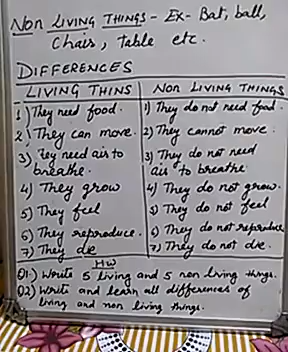 Non LIVING THINGS - Ex- Bat, ball,
Chair, table etc.
DIFFERENCES
LIVING THINS | NON LIVING THINGS
1) They need food. | 1) They do not need food.
2) They can move. | 2) They cannot move.
3) They need air to breathe. | 3) They do not need air to breathe
4) They grow | 4) They do not grow.
5) They feel | 5) They do not feel
6) They reproduce. | 6) They do not reproduce
7) They die | 7) They do not die.
HW
Q1.) Write 5 living and 5 non living things.
Q2) Write and learn all differences of
living and non living things.